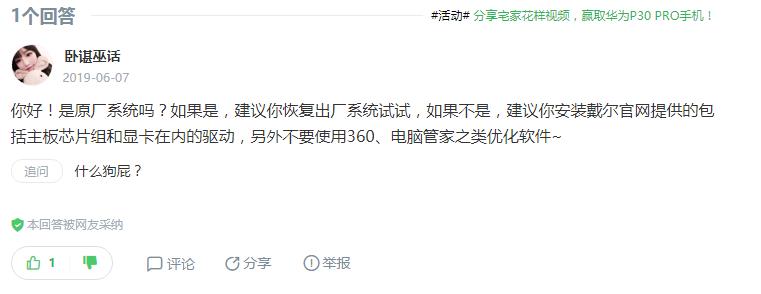 1个回答
#活动# 分享宅家花样视频，赢取华为P30 PRO手机！
卧谌巫话
2019-06-07
你好！是原厂系统吗？如果是，建议你恢复出厂系统试试，如果不是，建议你安装戴尔官网提供的包
括主板芯片组和显卡在内的驱动，另外不要使用360、电脑管家之类优化软件~
追问 什么狗屁？
本回答被网友采纳
1 评论 分享 举报